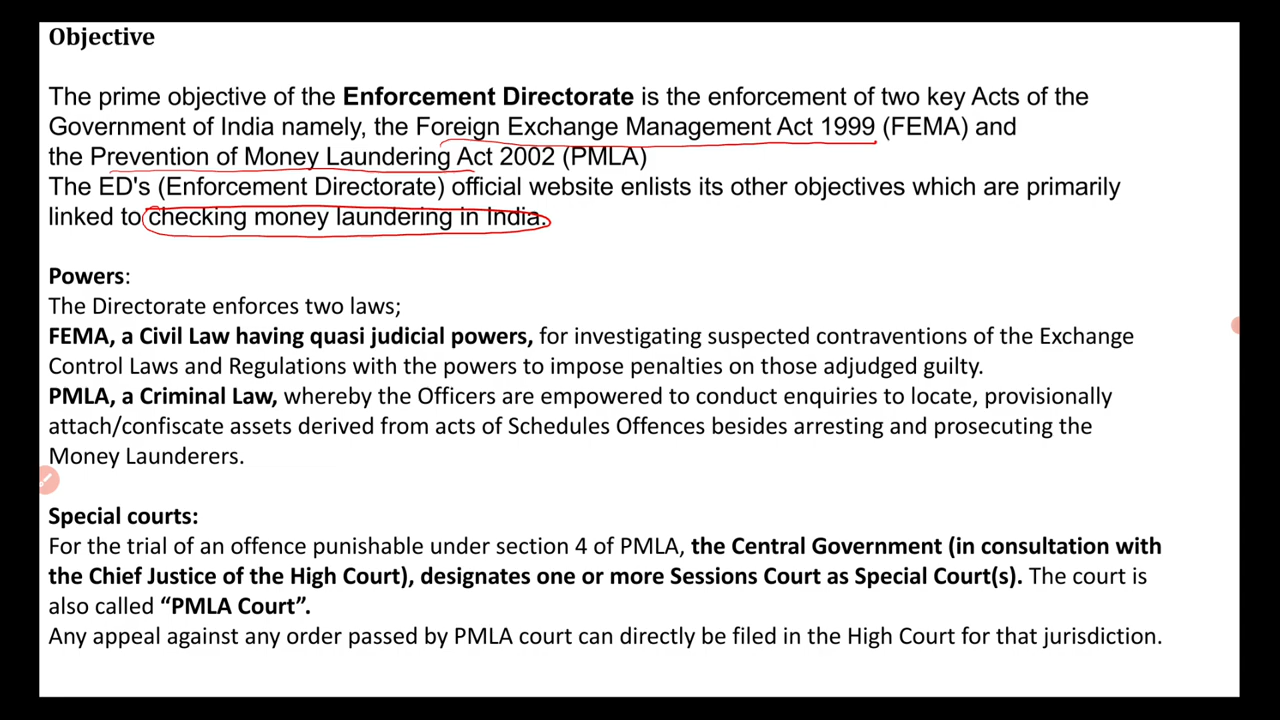 Objective
The prime objective of the Enforcement Directorate is the enforcement of two key Acts of the
Government of India namely, the Foreign Exchange Management Act 1999 (FEMA) and
the Prevention of Money Laundering Act 2002 (PMLA)
The ED's (Enforcement Directorate) official website enlists its other objectives which are primarily
linked to checking money laundering in India.
Powers:
The Directorate enforces two laws;
FEMA, a Civil Law having quasi judicial powers, for investigating suspected contraventions of the Exchange
Control Laws and Regulations with the powers to impose penalties on those adjudged guilty.
PMLA, a Criminal Law, whereby the Officers are empowered to conduct enquiries to locate, provisionally
attach/confiscate assets derived from acts of Schedules Offences besides arresting and prosecuting the
Money Launderers.
Special courts:
For the trial of an offence punishable under section 4 of PMLA, the Central Government (in consultation with
the Chief Justice of the High Court), designates one or more Sessions Court as Special Court(s). The court is
also called “PMLA Court”.
Any appeal against any order passed by PMLA court can directly be filed in the High Court for that jurisdiction.